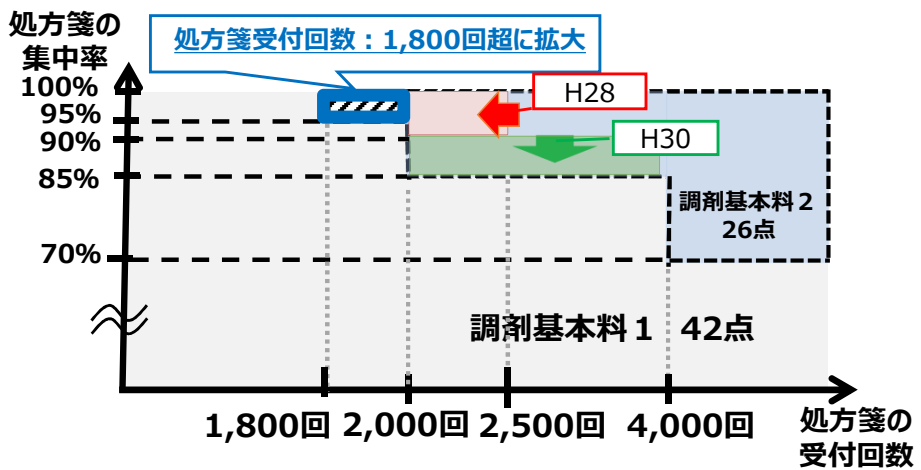 処方箋の
集中率
処方箋受付回数：1,800回超に拡大
100%
95%
90%
85%
70%
H28
H30
調剤基本料２
26点
調剤基本料１ 42点
1,800回 2,000回 2,500回 4,000回
処方箋の
受付回数